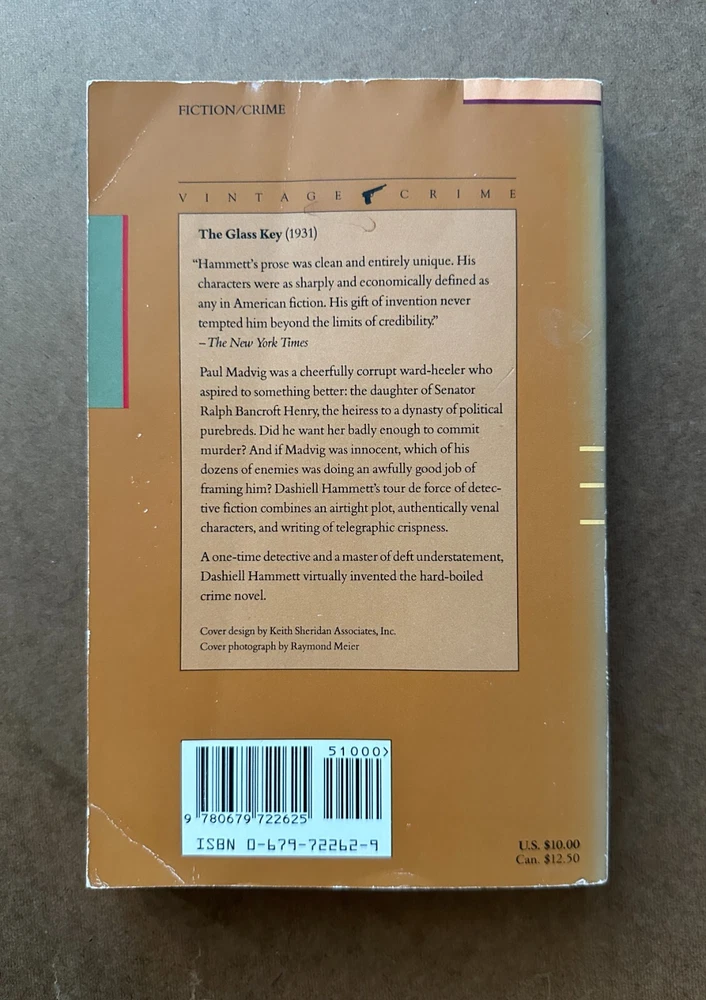 FICTION/CRIME
VINTAGE CRIME
The Glass Key (1931)
“Hammett’s prose was clean and entirely unique. His
characters were as sharply and economically defined as
any in American fiction. His gift of invention never
tempted him beyond the limits of credibility.”
– The New York Times
Paul Madvig was a cheerfully corrupt ward-heeler who
aspired to something better: the daughter of Senator
Ralph Bancroft Henry, the heiress to a dynasty of political
purebreds. Did he want her badly enough to commit
murder? And if Madvig was innocent, which of his
dozens of enemies was doing an awfully good job of
framing him? Dashiell Hammett’s tour de force of detec-
tive fiction combines an airtight plot, authentically venal
characters, and writing of telegraphic crispness.
A one-time detective and a master of deft understatement,
Dashiell Hammett virtually invented the hard-boiled
crime novel.
Cover design by Keith Sheridan Associates, Inc.
Cover photograph by Raymond Meier
51000>
9 780679 722625
ISBN 0-679-72262-9
U.S. $10.00
Can. $12.50